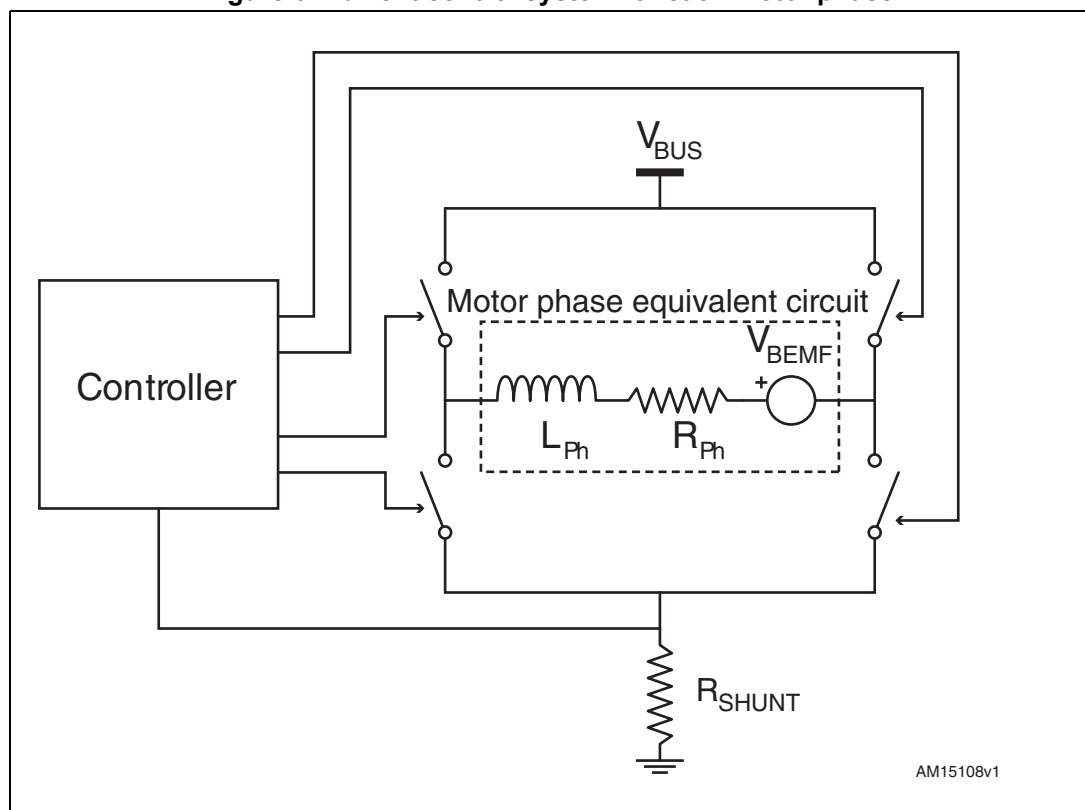 V_BUS
Motor phase equivalent circuit
V_BEMF
+
Controller
L_Ph
R_Ph
R_SHUNT
AM15108v1